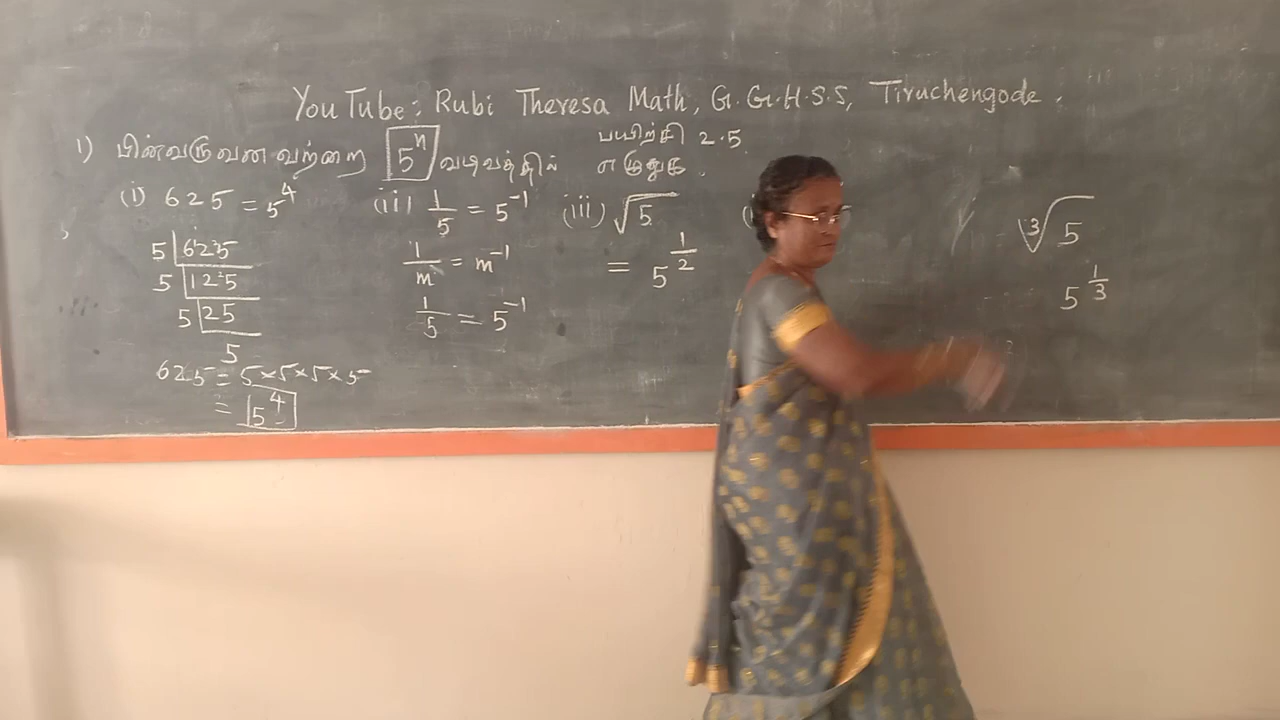 YouTube: Rubi Theresa Math, G.G.H.S.S, Tiruchengode.
பயிற்சி 2.5
1) பின்வருவனவற்றை 5ⁿ வடிவத்தில் எழுதுக.
(i) 625 = 5⁴ (ii) 1/5 = 5⁻¹ (iii) √5 ∛5
5 | 625 1/m = m⁻¹ = 5^(1/2) 5^(1/3)
5 | 125
5 | 25 1/5 = 5⁻¹
5
625 = 5×5×5×5
= 5⁴